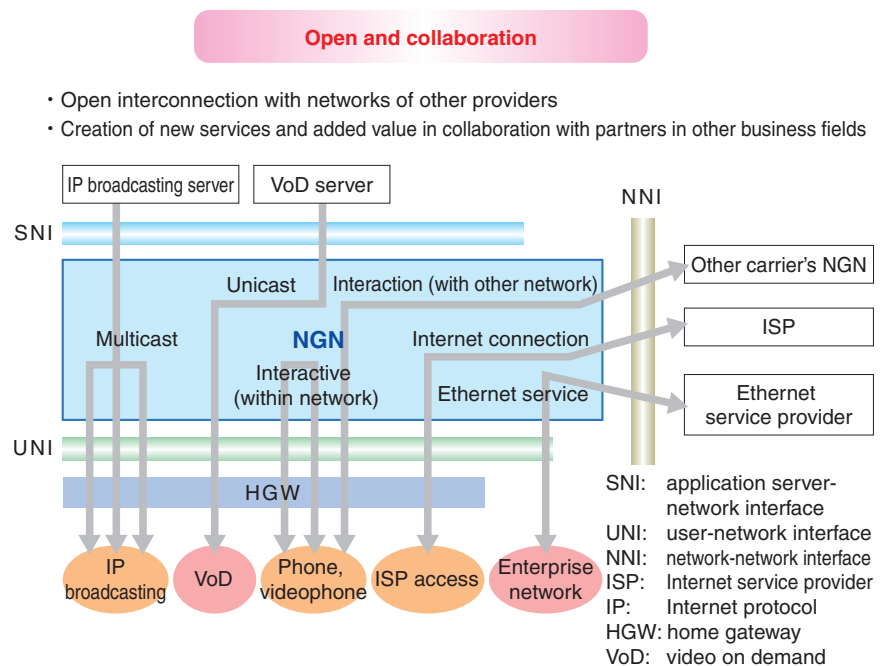 Open and collaboration
・Open interconnection with networks of other providers
・Creation of new services and added value in collaboration with partners in other business fields
IP broadcasting server
VoD server
NNI
SNI
Other carrier's NGN
Unicast
Interaction (with other network)
ISP
Multicast
NGN
Internet connection
Interactive
(within network)
Ethernet service
Ethernet
service provider
UNI
HGW
IP
broadcasting
VoD
Phone,
videophone
ISP access
Enterprise
network
SNI: application server-
network interface
UNI: user-network interface
NNI: network-network interface
ISP: Internet service provider
IP: Internet protocol
HGW: home gateway
VoD: video on demand